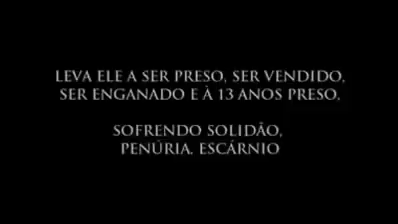 LEVA ELE A SER PRESO, SER VENDIDO,
SER ENGANADO E À 13 ANOS PRESO,
SOFRENDO SOLIDÃO,
PENÚRIA. ESCÁRNIO